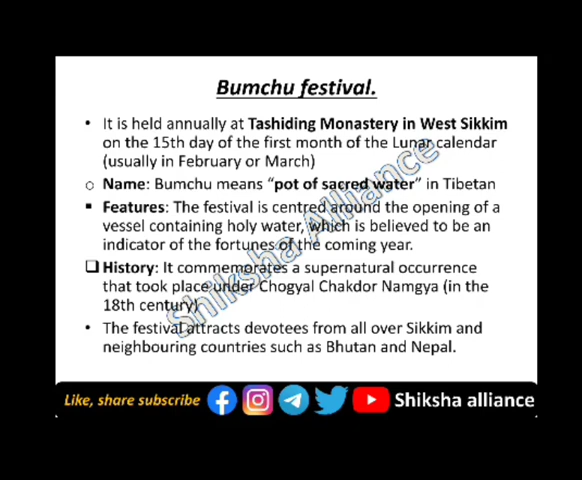 Bumchu festival.
• It is held annually at Tashiding Monastery in West Sikkim
on the 15th day of the first month of the Lunar calendar
(usually in February or March)
o Name: Bumchu means “pot of sacred water” in Tibetan
▪ Features: The festival is centred around the opening of a
vessel containing holy water, which is believed to be an
indicator of the fortunes of the coming year.
❑ History: It commemorates a supernatural occurrence
that took place under Chogyal Chakdor Namgya (in the
18th century)
• The festival attracts devotees from all over Sikkim and
neighbouring countries such as Bhutan and Nepal.
Shiksha Alliance
Like, share subscribe Shiksha alliance